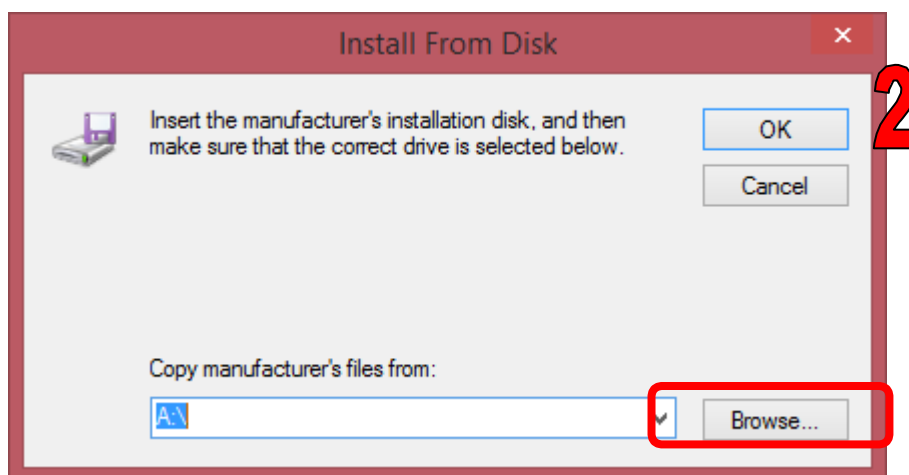 Install From Disk
2
Insert the manufacturer's installation disk, and then
make sure that the correct drive is selected below.
OK
Cancel
Copy manufacturer's files from:
A:\
Browse...